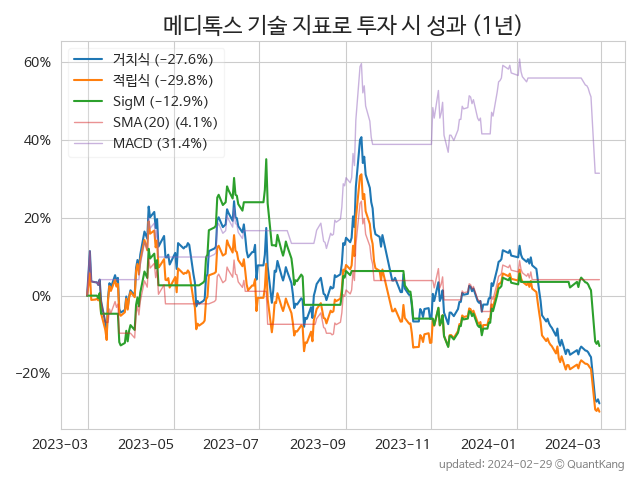 메디톡스 기술 지표로 투자 시 성과 (1년)
거치식 (−27.6%)
적립식 (−29.8%)
SigM (−12.9%)
SMA(20) (4.1%)
MACD (31.4%)
60%
40%
20%
0%
−20%
2023-03 2023-05 2023-07 2023-09 2023-11 2024-01 2024-03
updated: 2024-02-29 © QuantKang